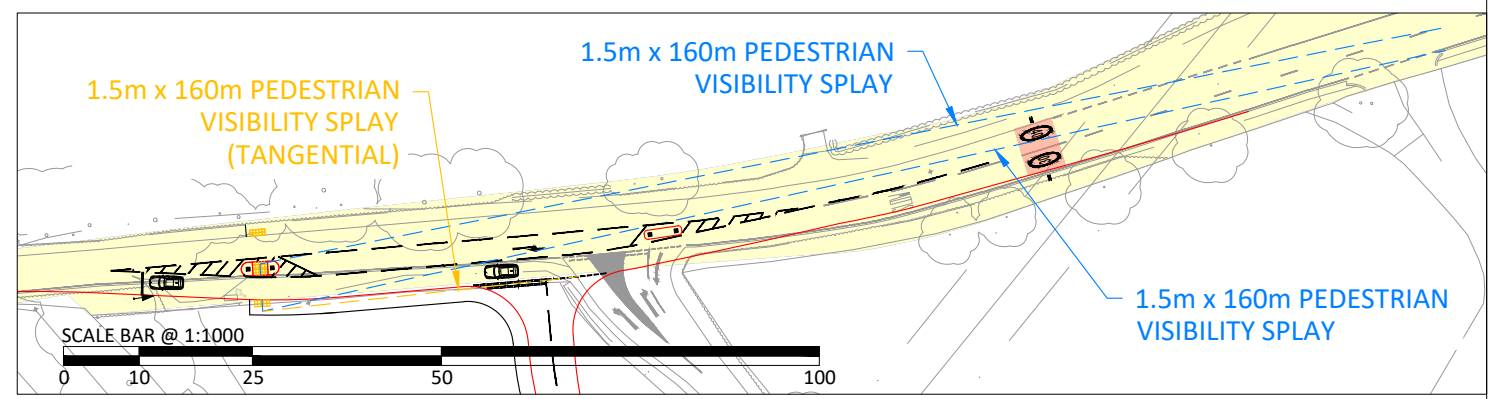 1.5m x 160m PEDESTRIAN
VISIBILITY SPLAY
1.5m x 160m PEDESTRIAN
VISIBILITY SPLAY
(TANGENTIAL)
1.5m x 160m PEDESTRIAN
VISIBILITY SPLAY
SCALE BAR @ 1:1000
0 10 25 50 100